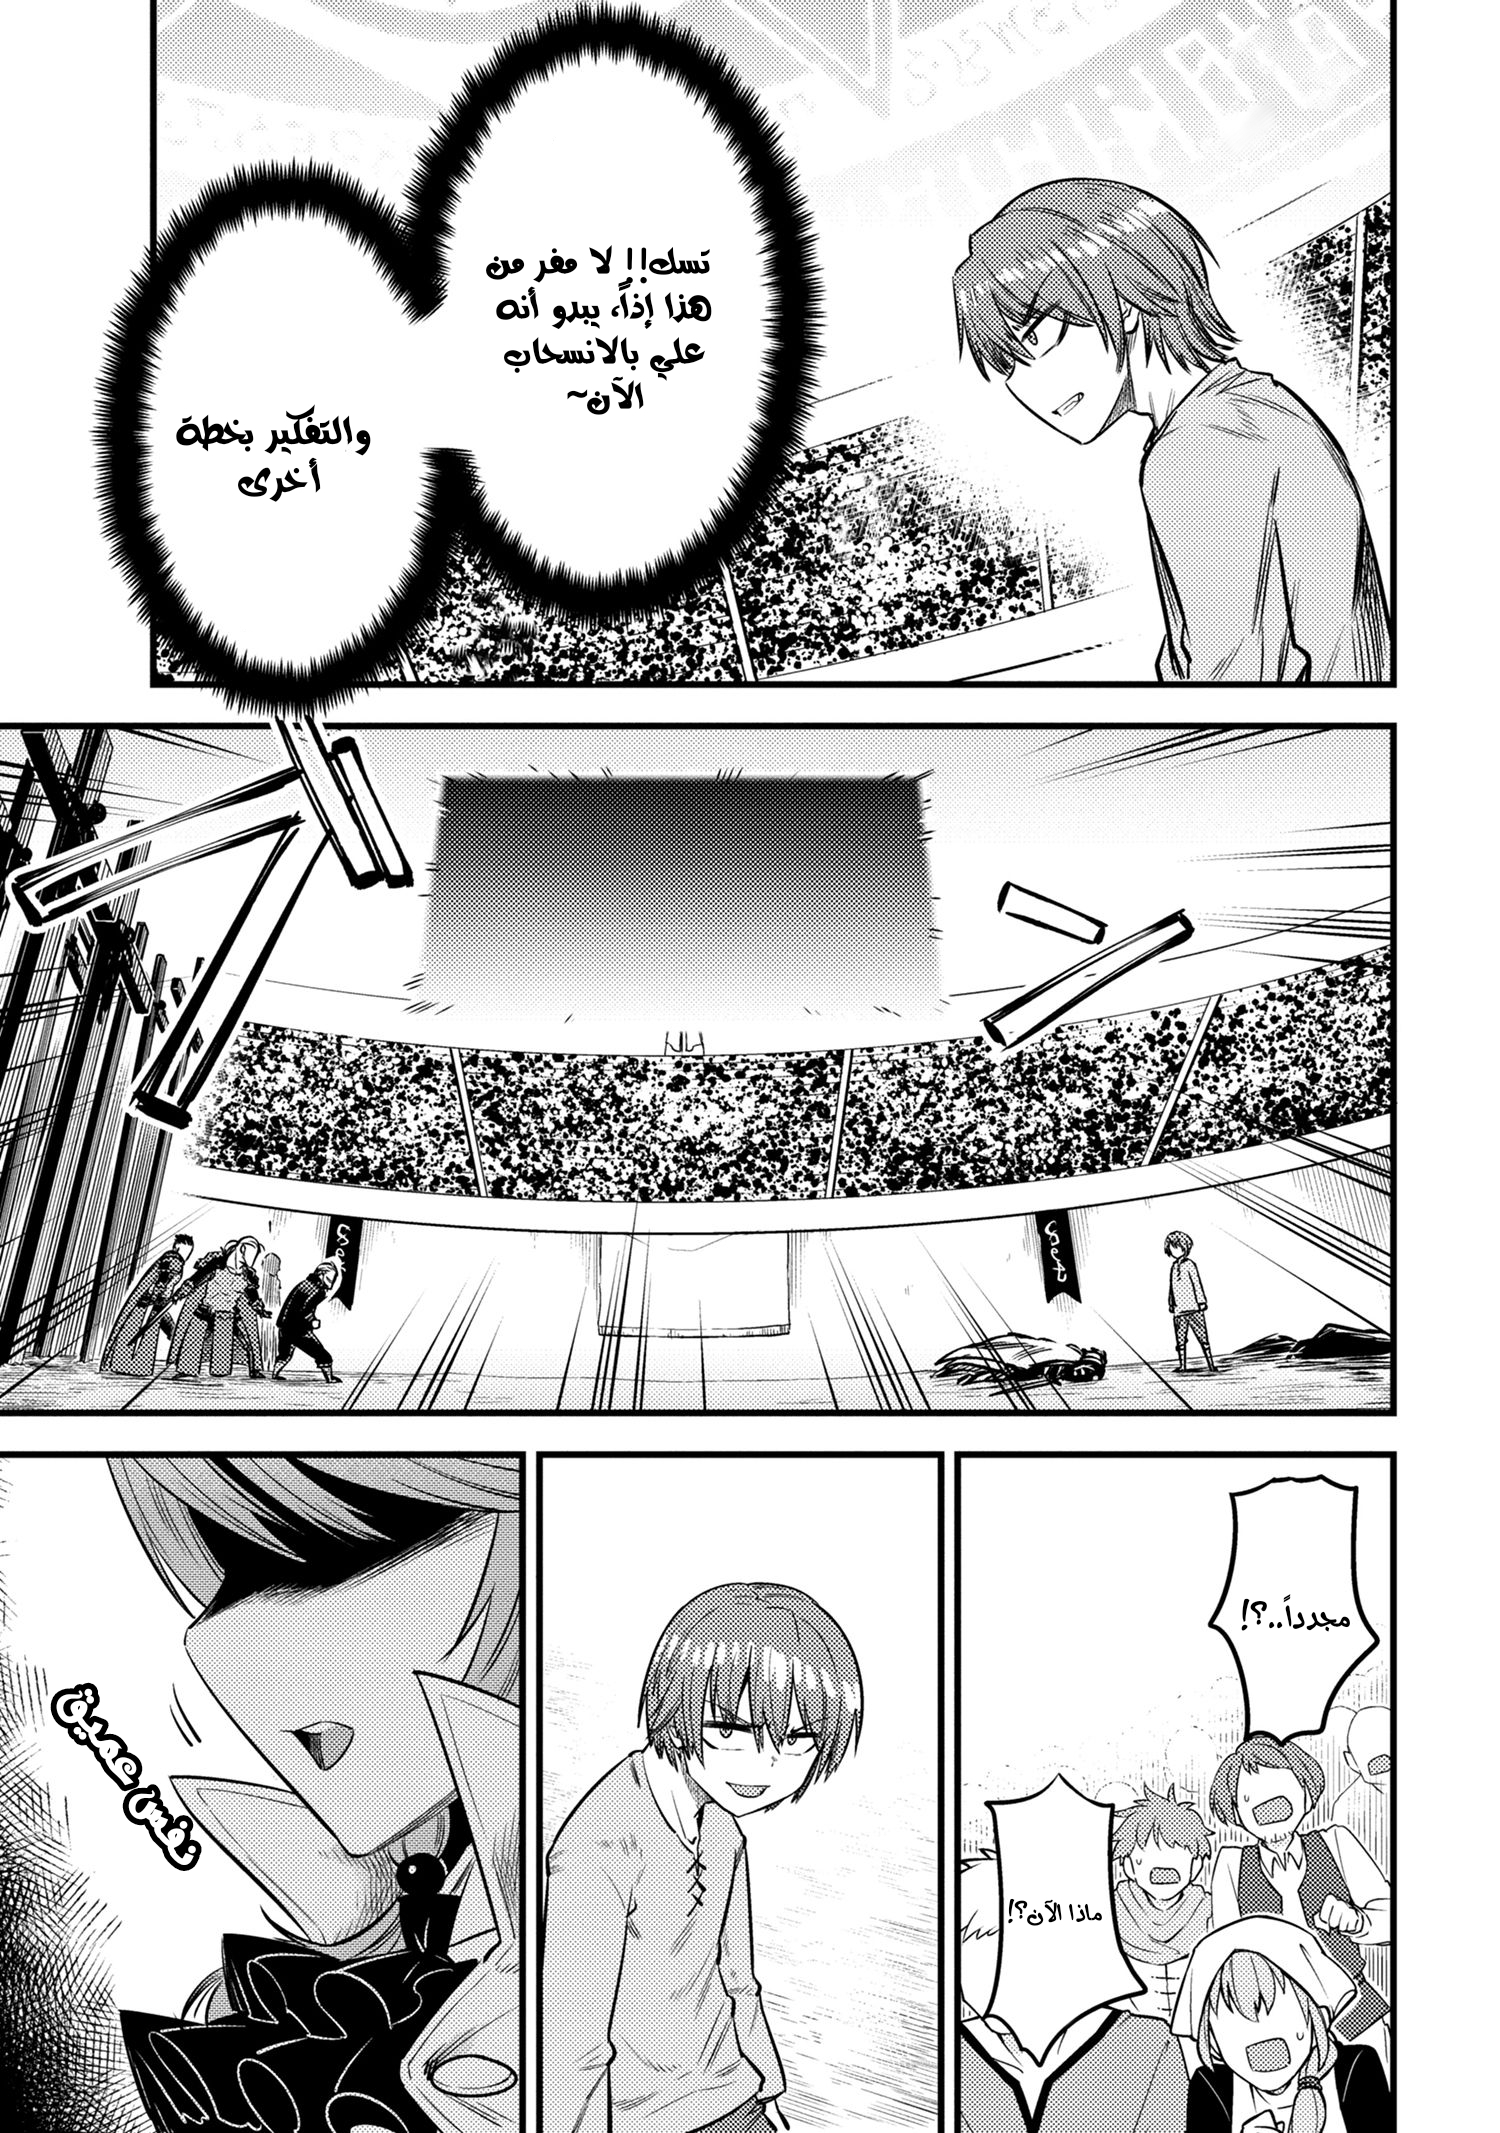 تسك!! لا مفر من
هذا إذاً، يبدو أنه
علي بالانسحاب
الآن~
والتفكير بخطة
أخرى
مجدداً..؟!
ماذا الآن؟!
نفس عميق